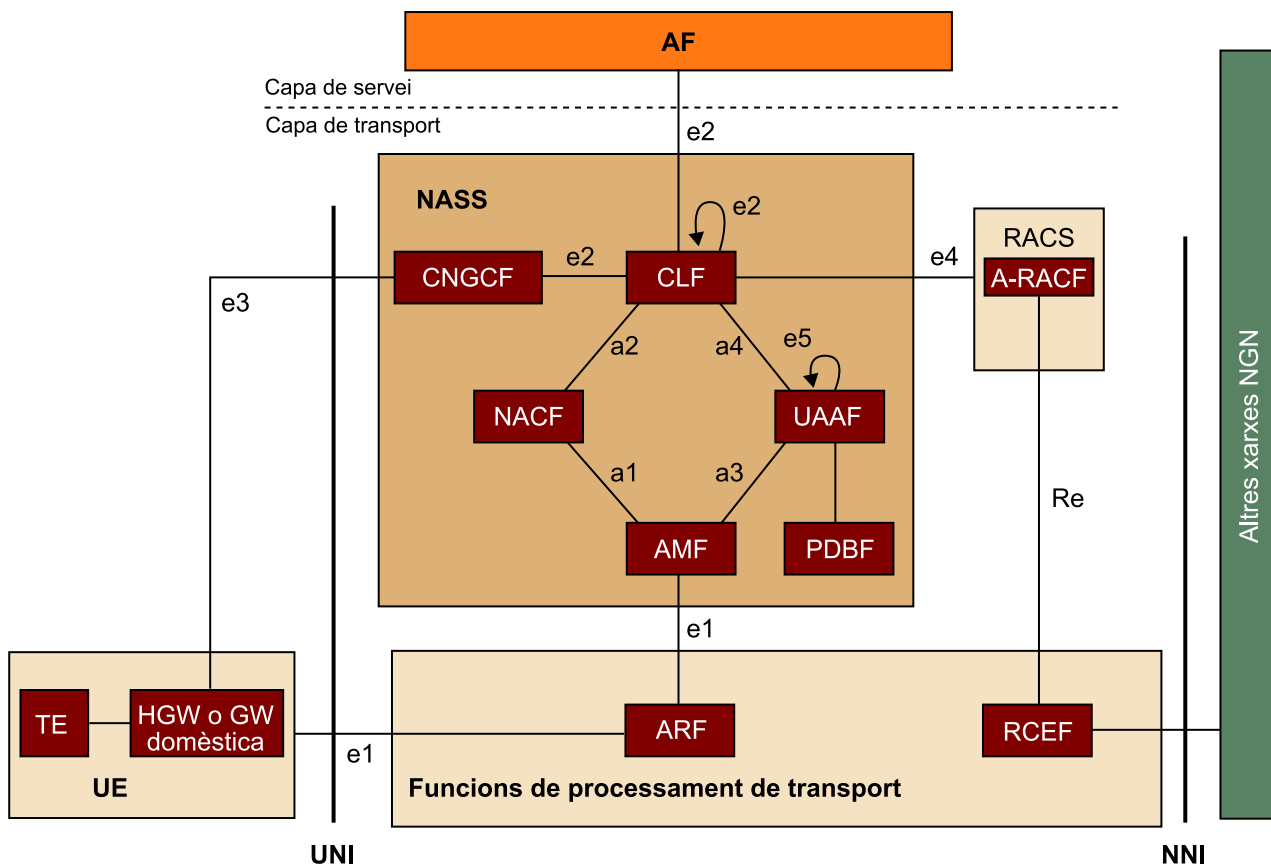 AF
Capa de servei
Capa de transport
e2
NASS
e2
RACS
CNGCF
e2
CLF
e4
A-RACF
e3
a2
a4
e5
NACF
UAAF
a1
a3
Re
AMF
PDBF
e1
Altres xarxes NGN
TE
HGW o GW
domèstica
ARF
RCEF
e1
UE
Funcions de processament de transport
UNI
NNI